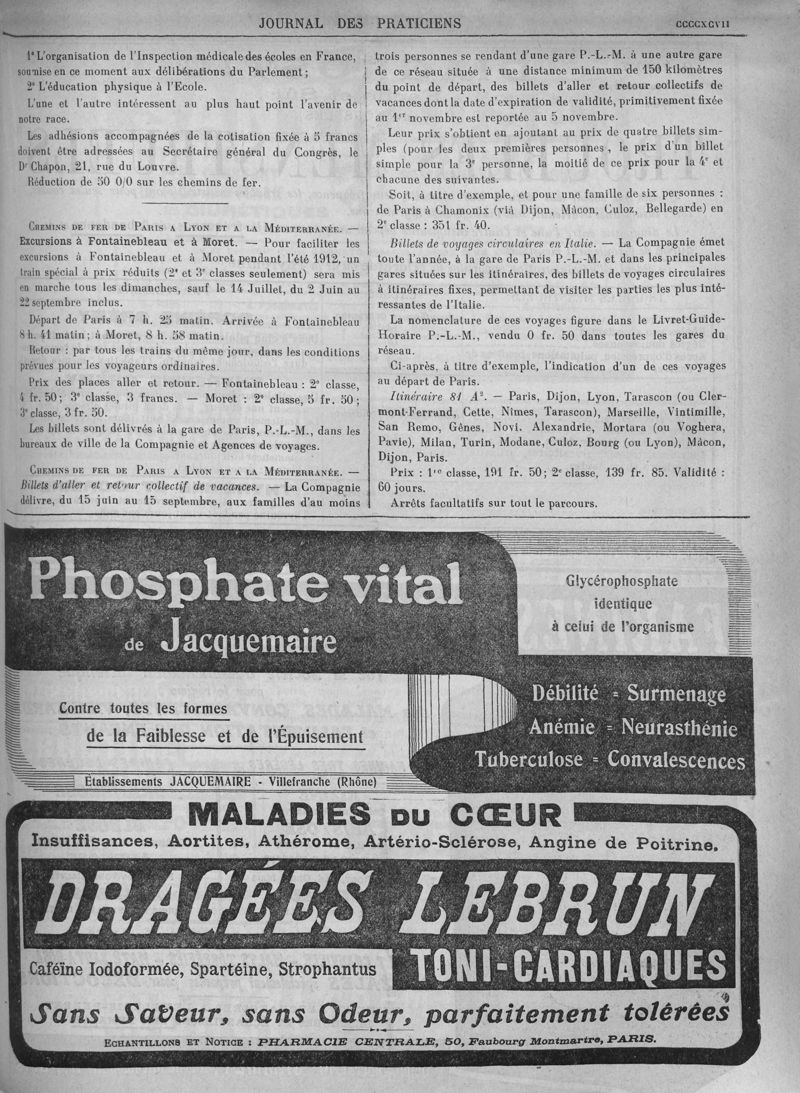 JOURNAL DES PRATICIENS
CCCCXCVII
1° L'organisation de l'Inspection médicale des écoles en France,
soumise en ce moment aux délibérations du Parlement ;
2° L'éducation physique à l'Ecole.
L'une et l'autre intéressent au plus haut point l'avenir de
notre race.
Les adhésions accompagnées de la cotisation fixée à 5 francs
doivent être adressées au Secrétaire général du Congrès, le
Dr Chapon, 21, rue du Louvre.
Réduction de 50 0/0 sur les chemins de fer.
CHEMINS DE FER DE PARIS A LYON ET A LA MÉDITERRANÉE. —
Excursions à Fontainebleau et à Moret. — Pour faciliter les
excursions à Fontainebleau et à Moret pendant l'été 1912, un
train spécial à prix réduits (2e et 3e classes seulement) sera mis
en marche tous les dimanches, sauf le 14 Juillet, du 2 Juin au
22 septembre inclus.
Départ de Paris à 7 h. 25 matin. Arrivée à Fontainebleau
8 h. 41 matin ; à Moret, 8 h. 58 matin.
Retour : par tous les trains du même jour, dans les conditions
prévues pour les voyageurs ordinaires.
Prix des places aller et retour. — Fontainebleau : 2e classe,
4 fr. 50 ; 3e classe, 3 francs. — Moret : 2e classe, 5 fr. 50 ;
3e classe, 3 fr. 50.
Les billets sont délivrés à la gare de Paris, P.-L.-M., dans les
bureaux de ville de la Compagnie et Agences de voyages.
CHEMINS DE FER DE PARIS A LYON ET A LA MÉDITERRANÉE. —
Billets d'aller et retour collectif de vacances. — La Compagnie
délivre, du 15 juin au 15 septembre, aux familles d'au moins
trois personnes se rendant d'une gare P.-L.-M. à une autre gare
de ce réseau située à une distance minimum de 150 kilomètres
du point de départ, des billets d'aller et retour collectifs de
vacances dont la date d'expiration de validité, primitivement fixée
au 1er novembre est reportée au 5 novembre.
Leur prix s'obtient en ajoutant au prix de quatre billets sim-
ples (pour les deux premières personnes, le prix d'un billet
simple pour la 3e personne, la moitié de ce prix pour la 4e et
chacune des suivantes.
Soit, à titre d'exemple, et pour une famille de six personnes :
de Paris à Chamonix (viâ Dijon, Mâcon, Culoz, Bellegarde) en
2e classe : 351 fr. 40.
Billets de voyages circulaires en Italie. — La Compagnie émet
toute l'année, à la gare de Paris P.-L.-M. et dans les principales
gares situées sur les itinéraires, des billets de voyages circulaires
à itinéraires fixes, permettant de visiter les parties les plus inté-
ressantes de l'Italie.
La nomenclature de ces voyages figure dans le Livret-Guide-
Horaire P.-L.-M., vendu 0 fr. 50 dans toutes les gares du
réseau.
Ci-après, à titre d'exemple, l'indication d'un de ces voyages
au départ de Paris.
Itinéraire 81 A². — Paris, Dijon, Lyon, Tarascon (ou Cler-
mont-Ferrand, Cette, Nîmes, Tarascon), Marseille, Vintimille,
San Remo, Gênes, Novi, Alexandrie, Mortara (ou Voghera,
Pavie), Milan, Turin, Modane, Culoz, Bourg (ou Lyon), Mâcon,
Dijon, Paris.
Prix : 1re classe, 191 fr. 50 ; 2e classe, 139 fr. 85. Validité :
60 jours.
Arrêts facultatifs sur tout le parcours.
Phosphate vital
de Jacquemaire
Glycérophosphate
identique
à celui de l'organisme
Contre toutes les formes
de la Faiblesse et de l'Épuisement
Débilité = Surmenage
Anémie = Neurasthénie
Tuberculose = Convalescences
Établissements JACQUEMAIRE - Villefranche (Rhône)
MALADIES DU CŒUR
Insuffisances, Aortites, Athérome, Artério-Sclérose, Angine de Poitrine.
DRAGÉES LEBRUN
Caféïne Iodoformée, Spartéine, Strophantus
TONI-CARDIAQUES
Sans Saveur, sans Odeur, parfaitement tolérées
ECHANTILLONS ET NOTICE : PHARMACIE CENTRALE, 50, Faubourg Montmartre, PARIS.